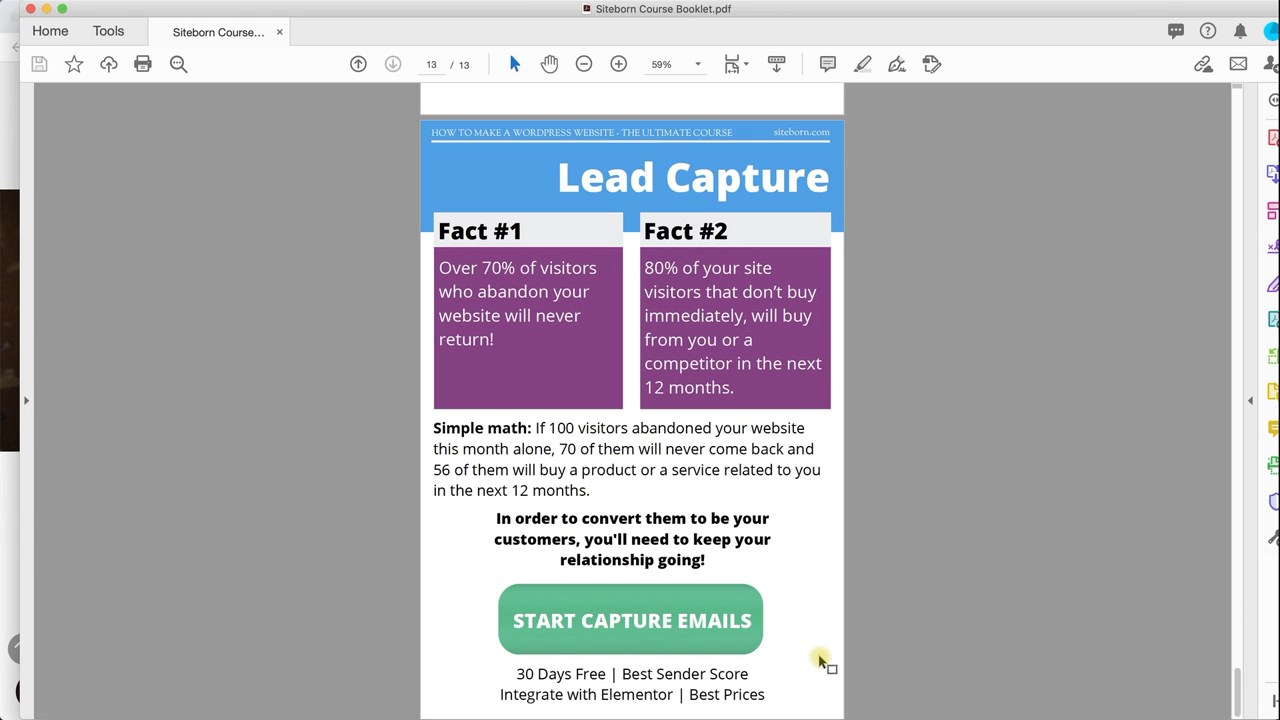 Siteborn Course Booklet.pdf
Home
Tools
Siteborn Course...
13 / 13
59%
HOW TO MAKE A WORDPRESS WEBSITE - THE ULTIMATE COURSE
siteborn.com
Lead Capture
Fact #1
Over 70% of visitors
who abandon your
website will never
return!
Fact #2
80% of your site
visitors that don’t buy
immediately, will buy
from you or a
competitor in the next
12 months.
Simple math: If 100 visitors abandoned your website
this month alone, 70 of them will never come back and
56 of them will buy a product or a service related to you
in the next 12 months.
In order to convert them to be your
customers, you'll need to keep your
relationship going!
START CAPTURE EMAILS
30 Days Free | Best Sender Score
Integrate with Elementor | Best Prices